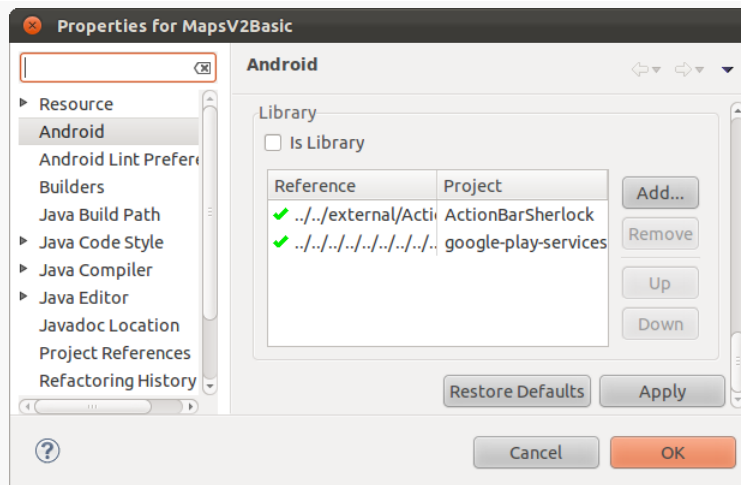 Properties for MapsV2Basic
Android
Resource
Android
Android Lint Prefere
Builders
Java Build Path
Java Code Style
Java Compiler
Java Editor
Javadoc Location
Project References
Refactoring History
Library
Is Library
Reference Project
../../external/Actio ActionBarSherlock
../../../../../../../../.. google-play-services
Add...
Remove
Up
Down
Restore Defaults Apply
? Cancel OK